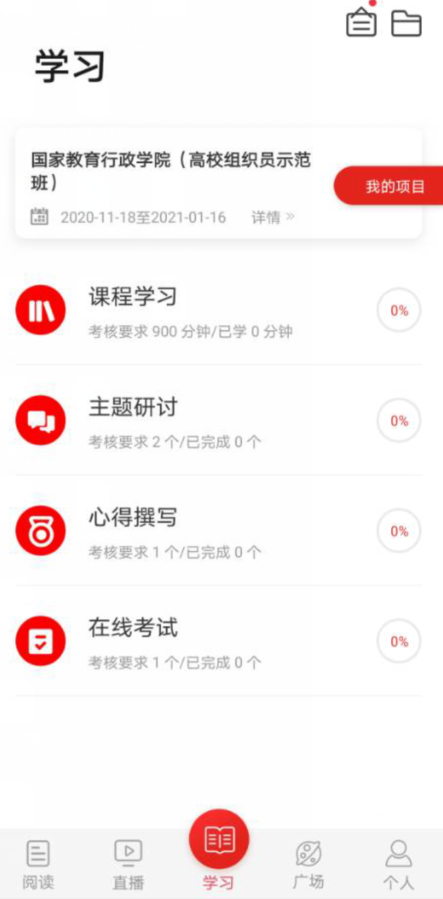 学习
国家教育行政学院（高校组织员示范
班）
我的项目
2020-11-18至2021-01-16 详情 »
课程学习
0%
考核要求 900 分钟/已学 0 分钟
主题研讨
0%
考核要求 2 个/已完成 0 个
心得撰写
0%
考核要求 1 个/已完成 0 个
在线考试
0%
考核要求 1 个/已完成 0 个
阅读 直播 学习 广场 个人